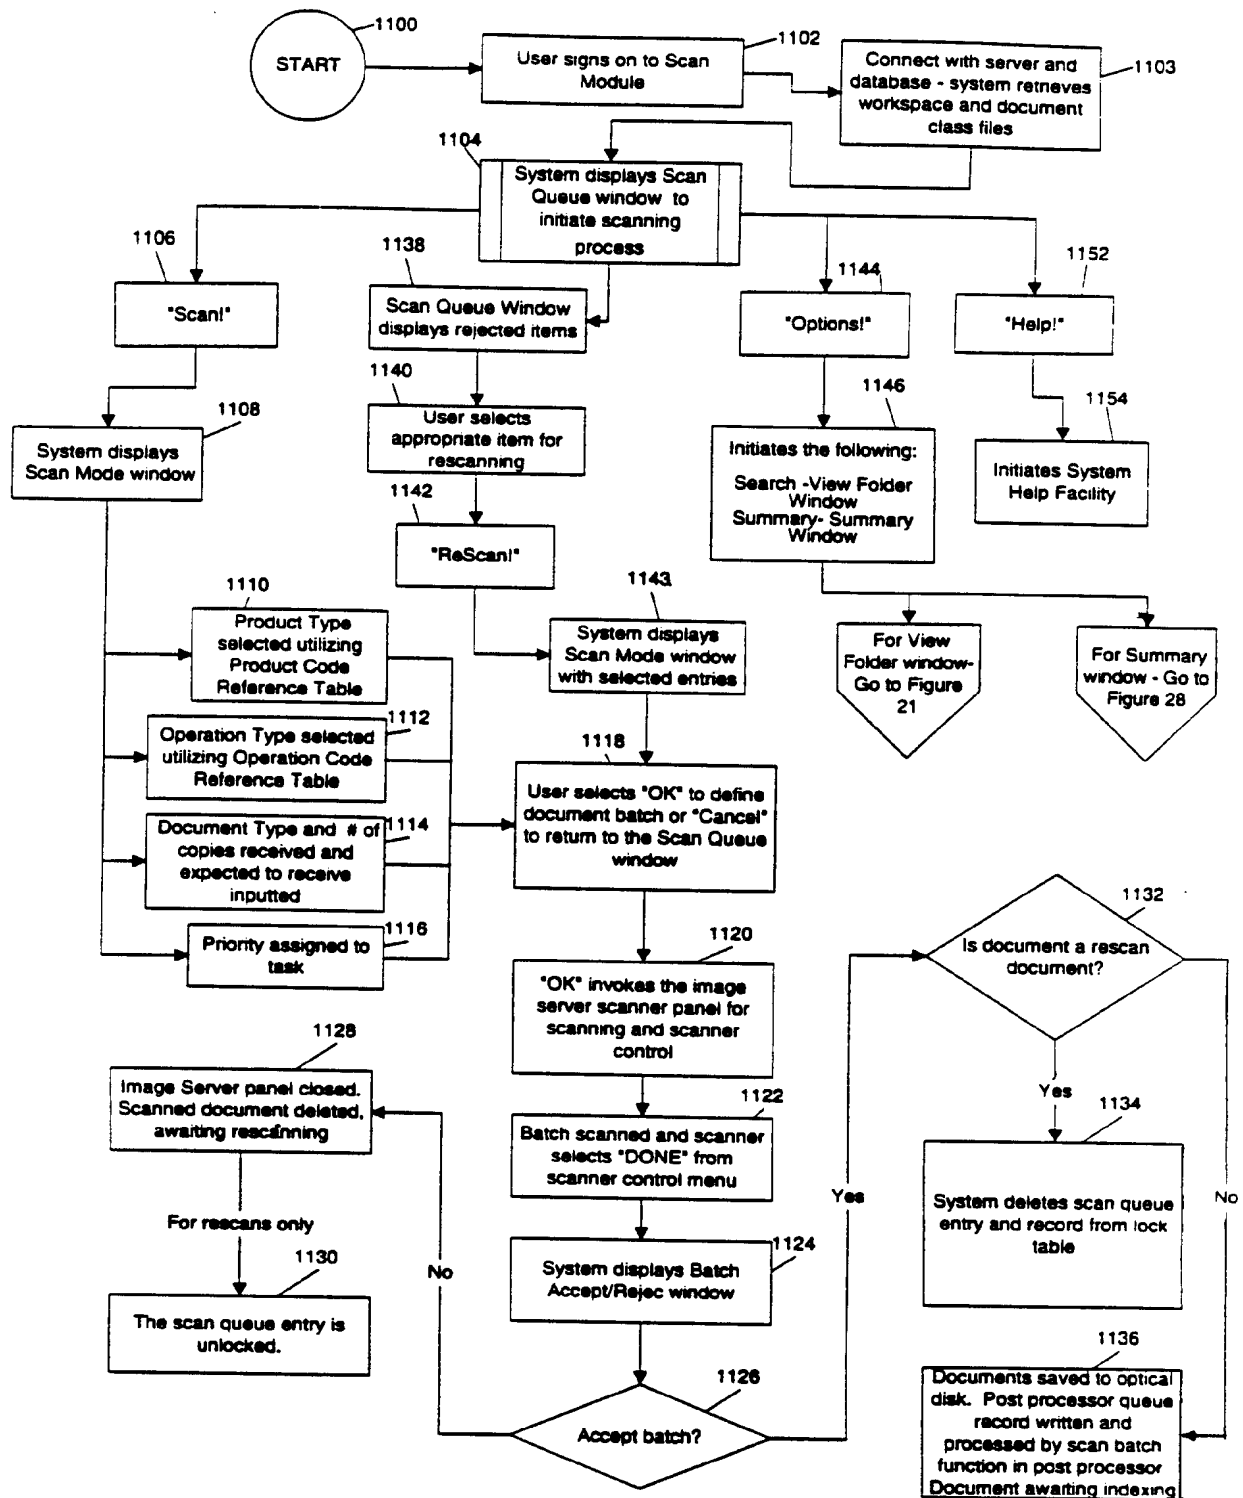 1100
START
1102
User signs on to Scan
Module
1103
Connect with server and
database - system retrieves
workspace and document
class files
1104
System displays Scan
Queue window to
initiate scanning
process
1106
"Scan!"
1138
Scan Queue Window
displays rejected items
1144
"Options!"
1152
"Help!"
1108
System displays
Scan Mode window
1140
User selects
appropriate item for
rescanning
1146
Initiates the following:
Search -View Folder
Window
Summary- Summary
Window
1154
Initiates System
Help Facility
1142
"ReScan!"
1110
Product Type
selected utilizing
Product Code
Reference Table
1143
System displays
Scan Mode window
with selected entries
For View
Folder window-
Go to Figure
21
For Summary
window - Go to
Figure 28
1112
Operation Type selected
utilizing Operation Code
Reference Table
1114
Document Type and # of
copies received and
expected to receive
inputted
1116
Priority assigned to
task
1118
User selects "OK" to define
document batch or "Cancel"
to return to the Scan Queue
window
1120
"OK" invokes the image
server scanner panel for
scanning and scanner
control
1132
Is document a rescan
document?
1128
Image Server panel closed.
Scanned document deleted,
awaiting rescanning
1122
Batch scanned and scanner
selects "DONE" from
scanner control menu
Yes
1134
System deletes scan queue
entry and record from lock
table
Yes
No
For rescans only
1130
The scan queue entry is
unlocked.
No
1124
System displays Batch
Accept/Rejec window
1126
Accept batch?
1136
Documents saved to optical
disk. Post processor queue
record written and
processed by scan batch
function in post processor
Document awaiting indexing